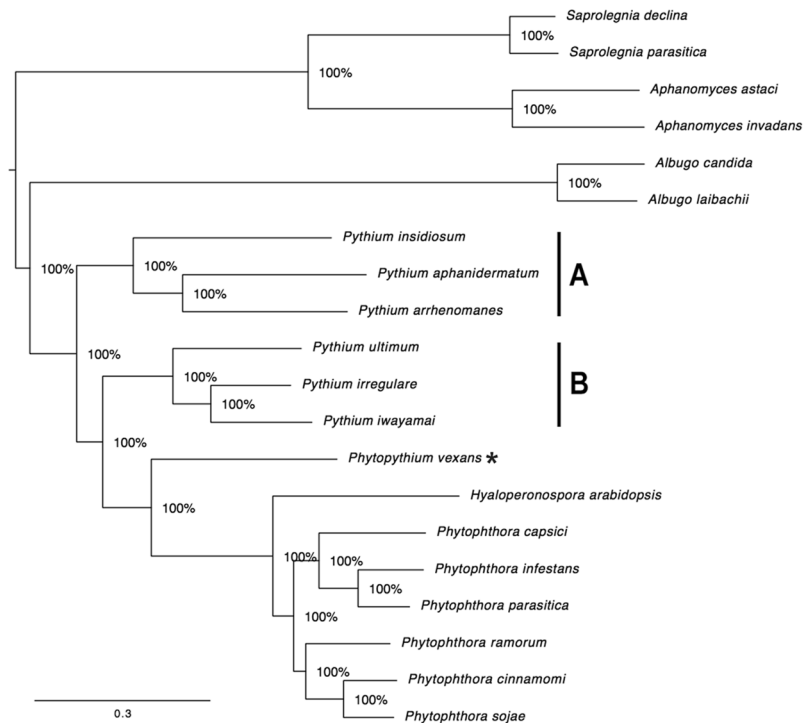 Saprolegnia declina
100%
Saprolegnia parasitica
100%
Aphanomyces astaci
100%
Aphanomyces invadans
Albugo candida
100%
Albugo laibachii
Pythium insidiosum
100%
100%
Pythium aphanidermatum
A
100%
Pythium arrhenomanes
Pythium ultimum
100%
100%
Pythium irregulare
B
100%
Pythium iwayamai
100%
Phytopythium vexans *
Hyaloperonospora arabidopsis
100%
Phytophthora capsici
100%
100%
Phytophthora infestans
100%
Phytophthora parasitica
100%
Phytophthora ramorum
100%
Phytophthora cinnamomi
100%
Phytophthora sojae
0.3